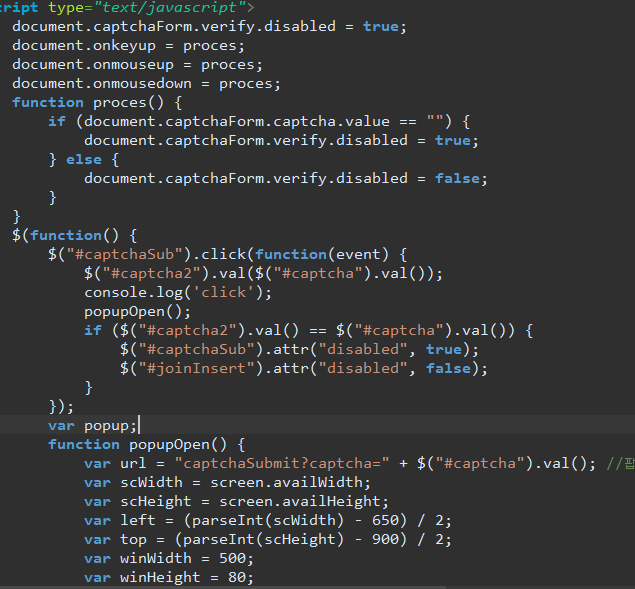 ript type="text/javascript">
document.captchaForm.verify.disabled = true;
document.onkeyup = proces;
document.onmouseup = proces;
document.onmousedown = proces;
function proces() {
    if (document.captchaForm.captcha.value == "") {
        document.captchaForm.verify.disabled = true;
    } else {
        document.captchaForm.verify.disabled = false;
    }
}
$(function() {
    $("#captchaSub").click(function(event) {
        $("#captcha2").val($("#captcha").val());
        console.log('click');
        popupOpen();
        if ($("#captcha2").val() == $("#captcha").val()) {
            $("#captchaSub").attr("disabled", true);
            $("#joinInsert").attr("disabled", false);
        }
    });
    var popup;
    function popupOpen() {
        var url = "captchaSubmit?captcha=" + $("#captcha").val(); //팝
        var scWidth = screen.availWidth;
        var scHeight = screen.availHeight;
        var left = (parseInt(scWidth) - 650) / 2;
        var top = (parseInt(scHeight) - 900) / 2;
        var winWidth = 500;
        var winHeight = 80;